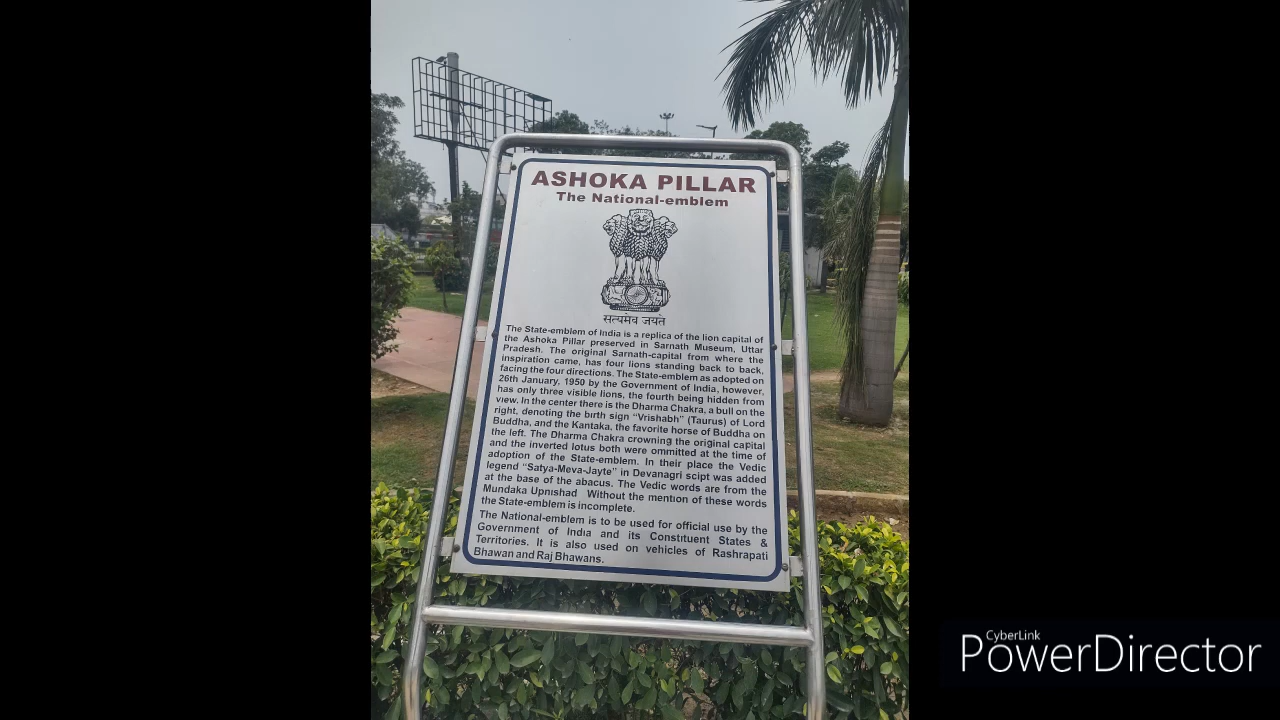 ASHOKA PILLAR
The National-emblem
सत्यमेव जयते
The State-emblem of India is a replica of the lion capital of
the Ashoka Pillar preserved in Sarnath Museum, Uttar
Pradesh. The original Sarnath-capital from where the
inspiration came, has four lions standing back to back,
facing the four directions. The State-emblem as adopted on
26th January, 1950 by the Government of India, however,
has only three visible lions, the fourth being hidden from
view. In the center there is the Dharma Chakra, a bull on the
right, denoting the birth sign "Vrishabh" (Taurus) of Lord
Buddha, and the Kantaka, the favorite horse of Buddha on
the left. The Dharma Chakra crowning the original capital
and the inverted lotus both were ommitted at the time of
adoption of the State-emblem. In their place the Vedic
legend "Satya-Meva-Jayte" in Devanagri scipt was added
at the base of the abacus. The Vedic words are from the
Mundaka Upnishad Without the mention of these words
the State-emblem is incomplete.
The National-emblem is to be used for official use by the
Government of India and its Constituent States &
Territories. It is also used on vehicles of Rashrapati
Bhawan and Raj Bhawans.
CyberLink
PowerDirector